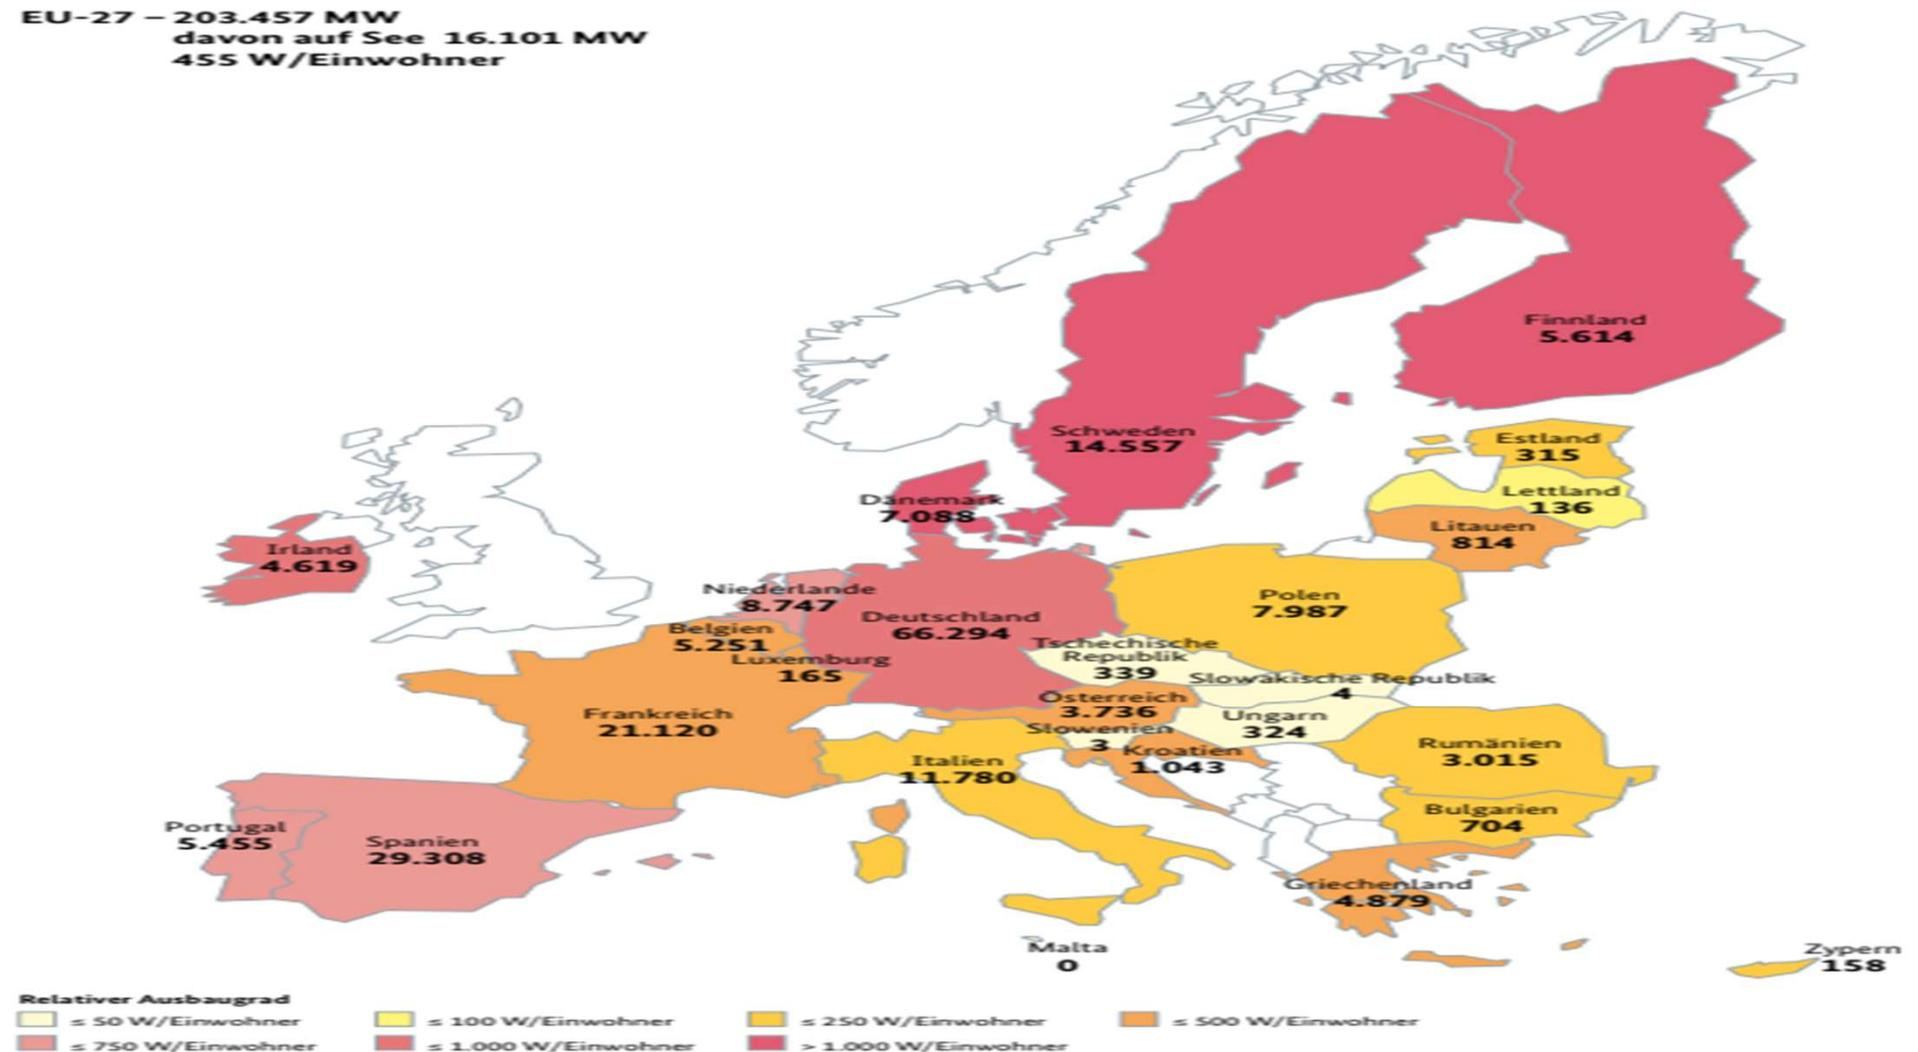 EU-27 – 203.457 MW
davon auf See 16.101 MW
455 W/Einwohner
Finnland
5.614
Schweden
14.557
Estland
315
Dänemark
7.088
Lettland
136
Litauen
814
Irland
4.619
Niederlande
8.747
Deutschland
66.294
Polen
7.987
Belgien
5.251
Luxemburg
165
Tschechische
Republik
339
Slowakische Republik
4
Österreich
3.736
Frankreich
21.120
Ungarn
324
Slowenien
3
Kroatien
1.043
Rumänien
3.015
Italien
11.780
Bulgarien
704
Portugal
5.455
Spanien
29.308
Griechenland
4.879
Malta
0
Zypern
158
Relativer Ausbaugrad
≤ 50 W/Einwohner ≤ 100 W/Einwohner ≤ 250 W/Einwohner ≤ 500 W/Einwohner
≤ 750 W/Einwohner ≤ 1.000 W/Einwohner > 1.000 W/Einwohner